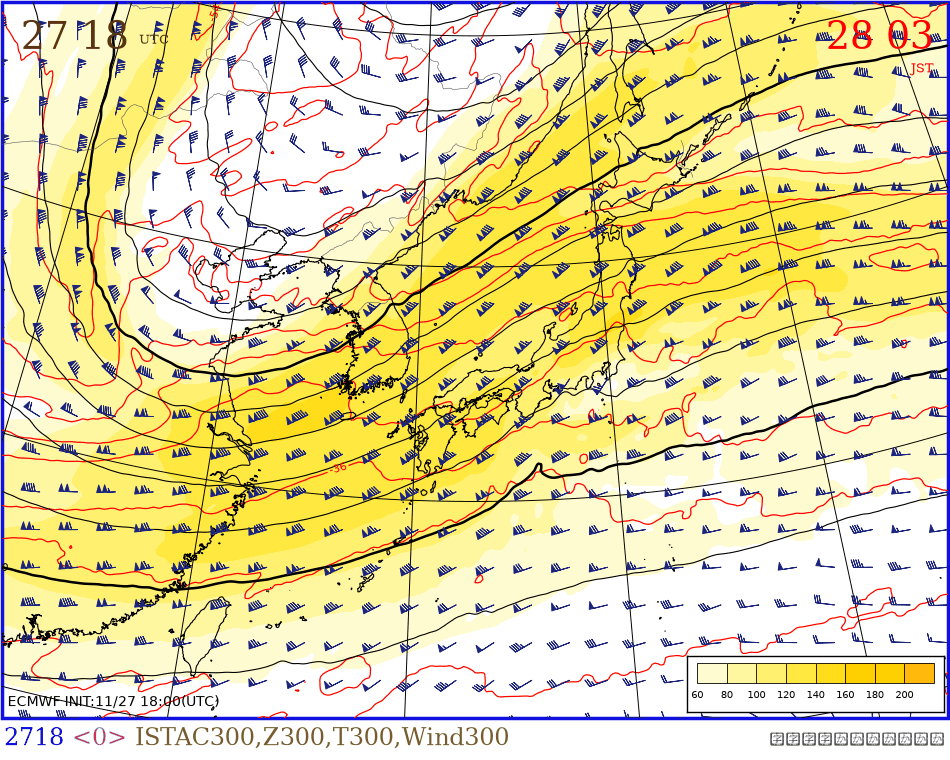 27 18 UTC 28 03
JST
-36
ECMWF INIT:11/27 18:00(UTC)
60 80 100 120 140 160 180 200
2718 <0> ISTAC300,Z300,T300,Wind300